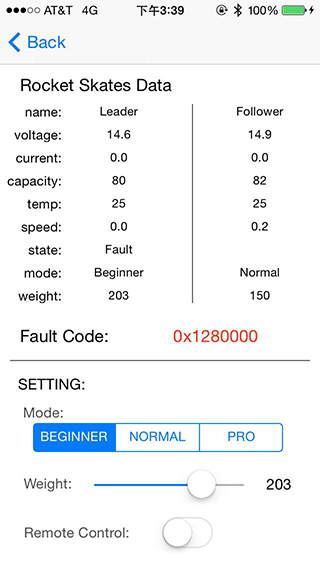 AT&T 4G 下午3:39 100%
Back
Rocket Skates Data
name: Leader Follower
voltage: 14.6 14.9
current: 0.0 0.0
capacity: 80 82
temp: 25 25
speed: 0.0 0.2
state: Fault
mode: Beginner Normal
weight: 203 150
Fault Code: 0x1280000
SETTING:
Mode:
BEGINNER NORMAL PRO
Weight: 203
Remote Control: